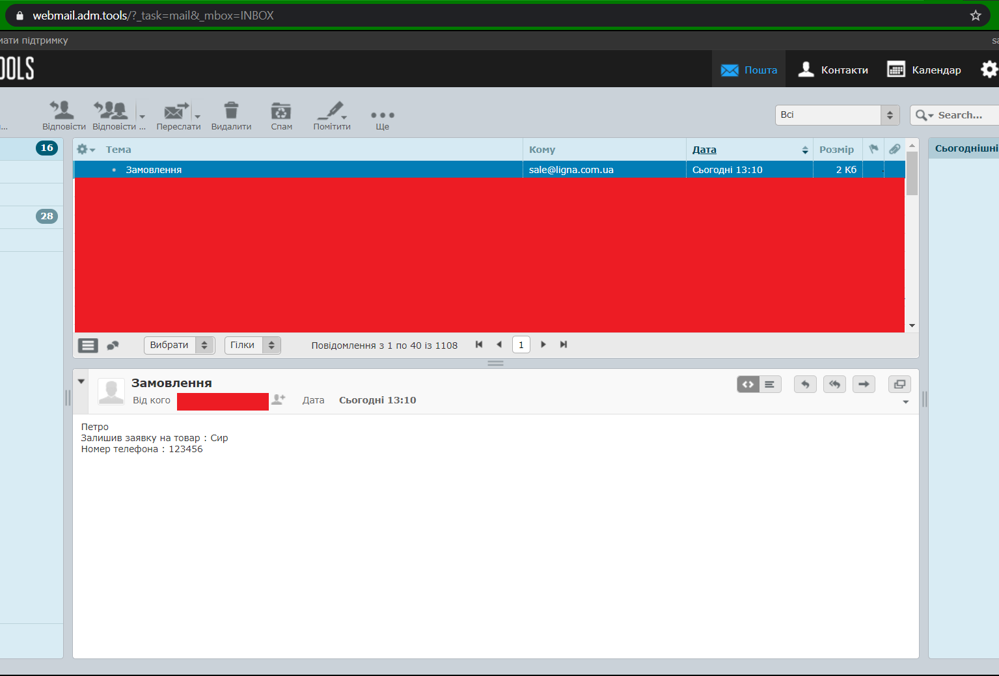 webmail.adm.tools/?_task=mail&_mbox=INBOX
мати підтримку
sa
OOLS
Пошта
Контакти
Календар
...
Відповісти
Відповісти ...
Переслати
Видалити
Спам
Помітити
Ще
Всі
Search...
16
28
Тема
Кому
Дата
Розмір
Сьогоднішні
Замовлення
sale@ligna.com.ua
Сьогодні 13:10
2 Кб
Вибрати
Гілки
Повідомлення з 1 по 40 із 1108
1
Замовлення
Від кого
Дата
Сьогодні 13:10
Петро
Залишив заявку на товар : Сир
Номер телефона : 123456